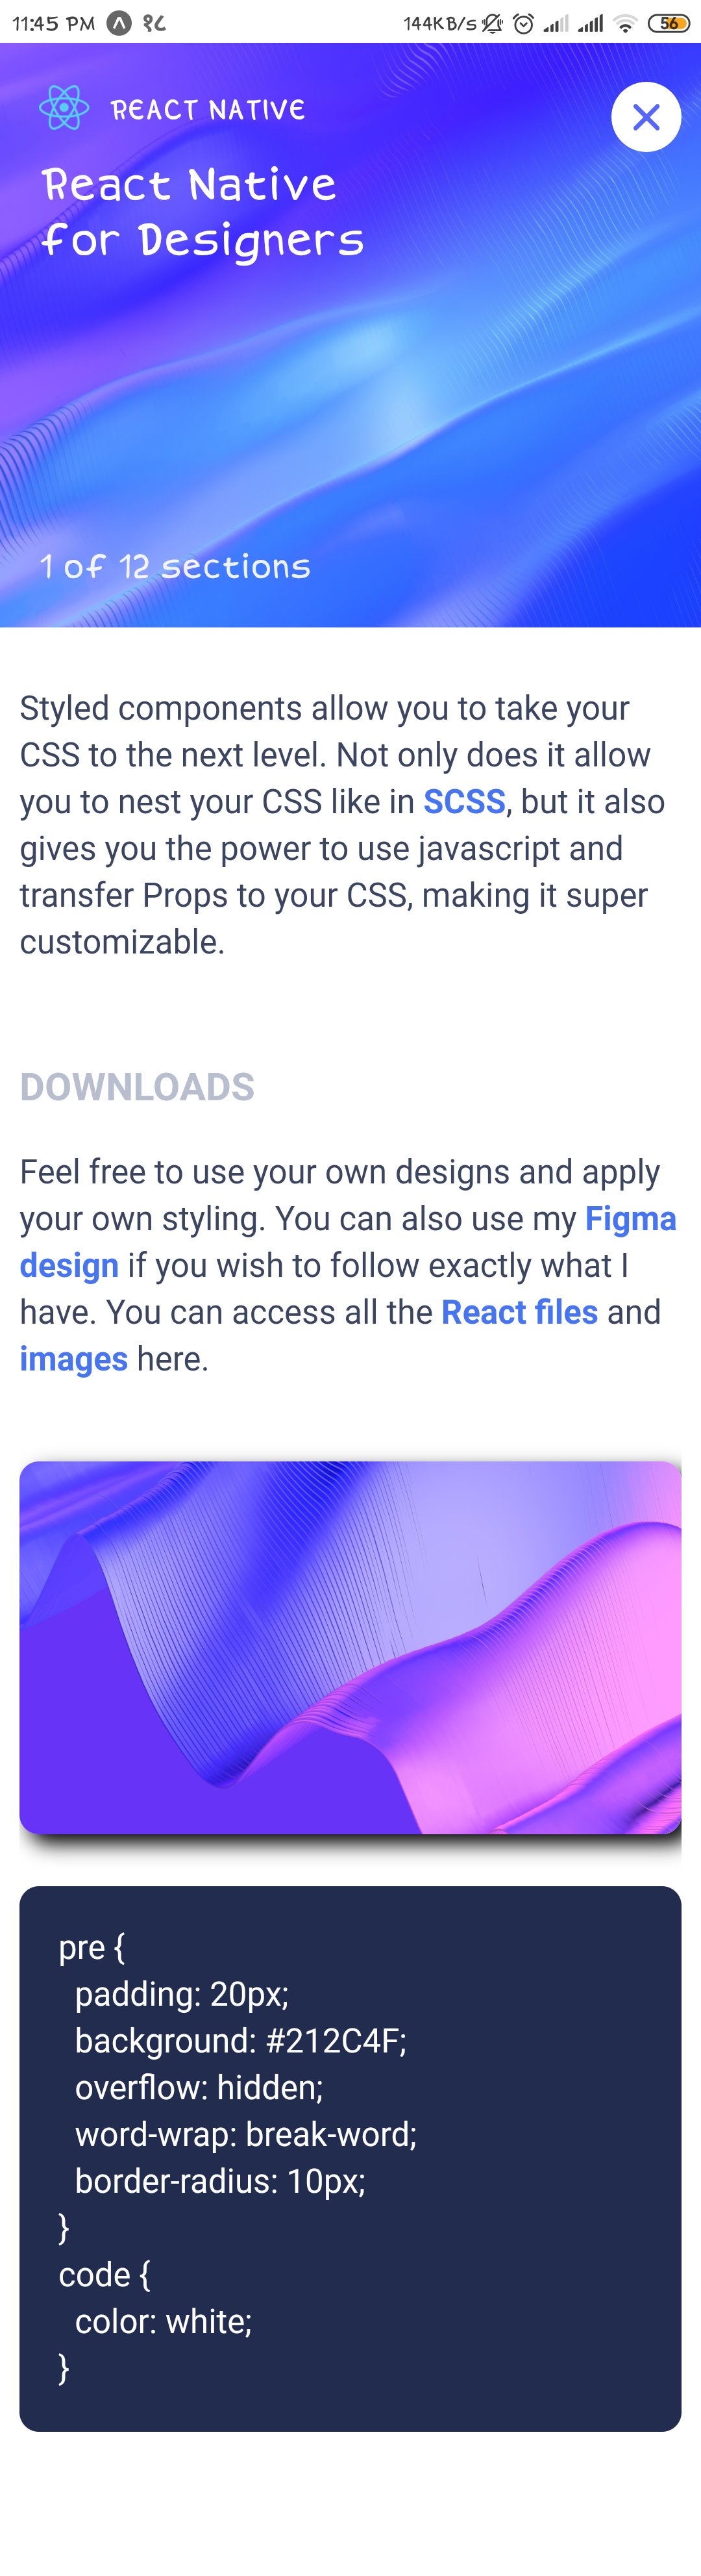 11:45 PM १८ 144KB/s 56
REACT NATIVE
React Native
for Designers
1 of 12 sections
Styled components allow you to take your
CSS to the next level. Not only does it allow
you to nest your CSS like in SCSS, but it also
gives you the power to use javascript and
transfer Props to your CSS, making it super
customizable.
DOWNLOADS
Feel free to use your own designs and apply
your own styling. You can also use my Figma
design if you wish to follow exactly what I
have. You can access all the React files and
images here.
pre {
  padding: 20px;
  background: #212C4F;
  overflow: hidden;
  word-wrap: break-word;
  border-radius: 10px;
}
code {
  color: white;
}